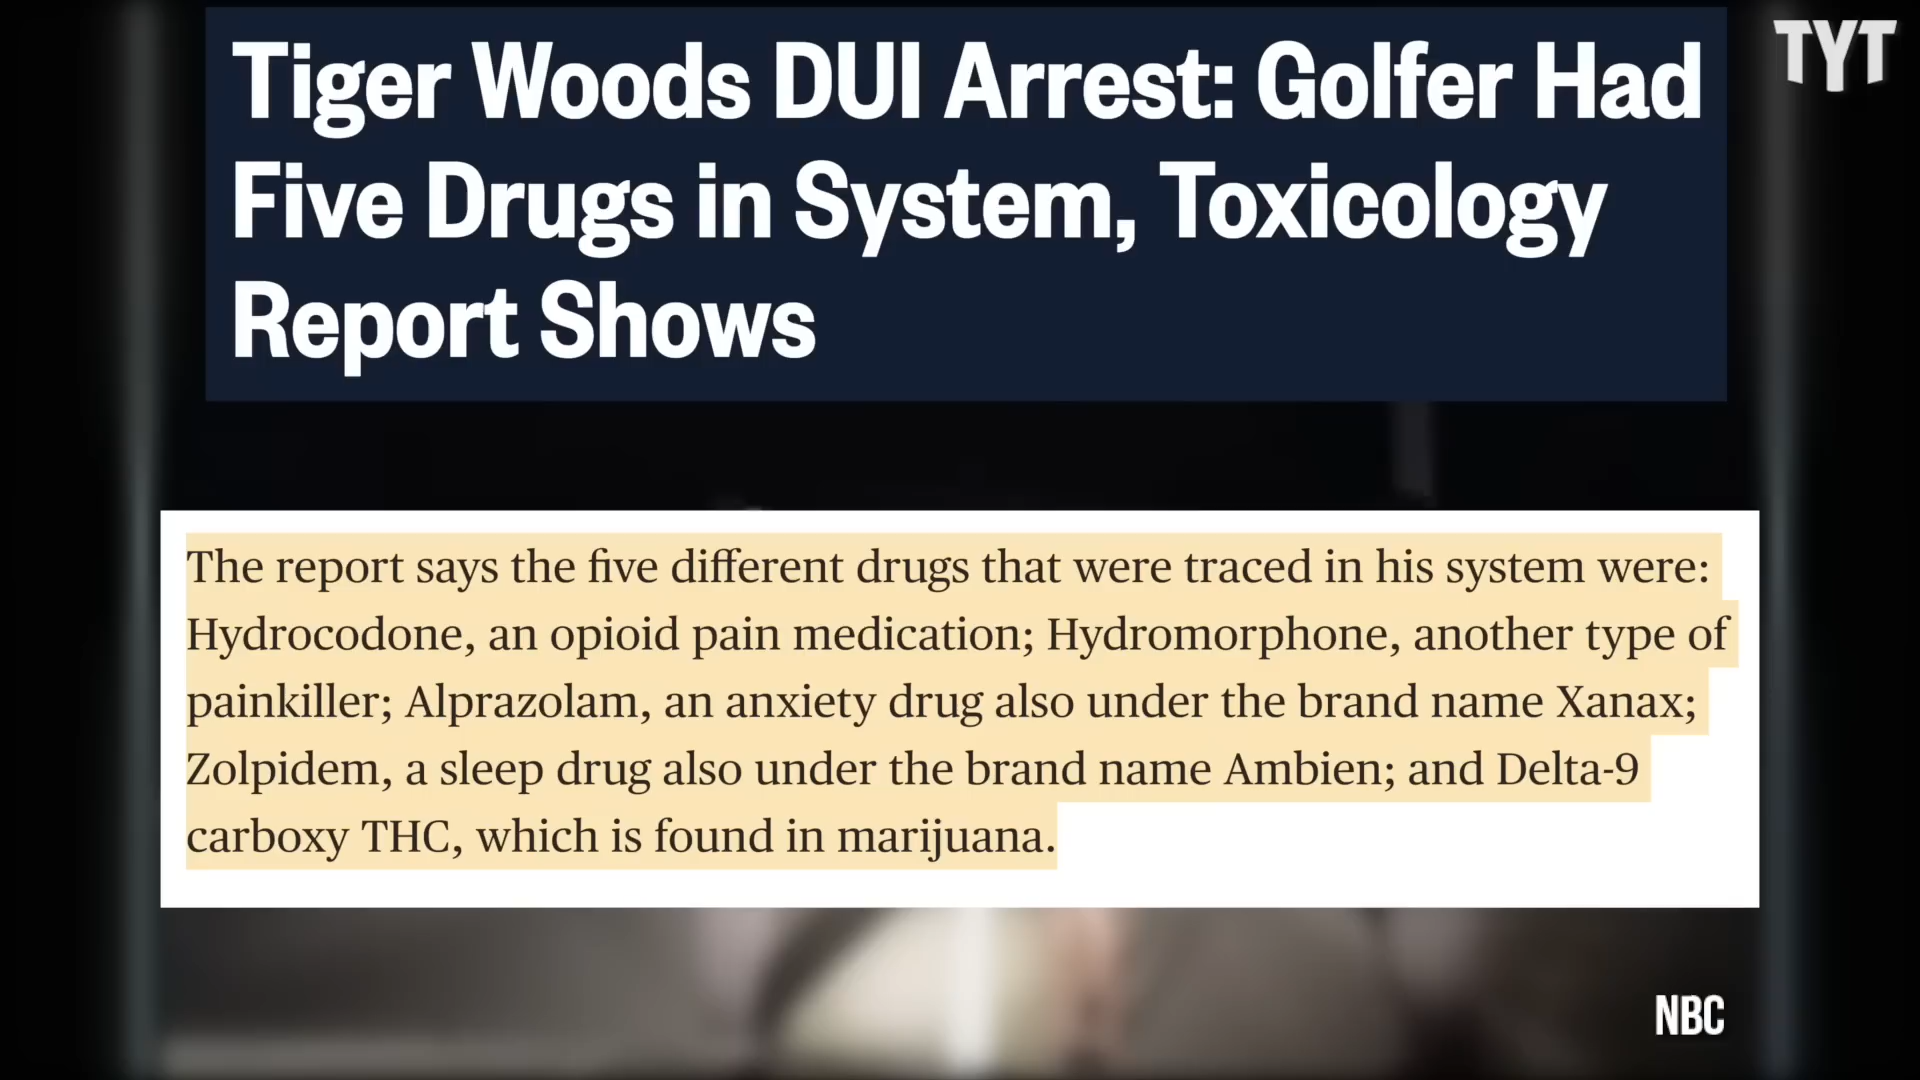 TYT
Tiger Woods DUI Arrest: Golfer Had
Five Drugs in System, Toxicology
Report Shows
The report says the five different drugs that were traced in his system were:
Hydrocodone, an opioid pain medication; Hydromorphone, another type of
painkiller; Alprazolam, an anxiety drug also under the brand name Xanax;
Zolpidem, a sleep drug also under the brand name Ambien; and Delta-9
carboxy THC, which is found in marijuana.
NBC